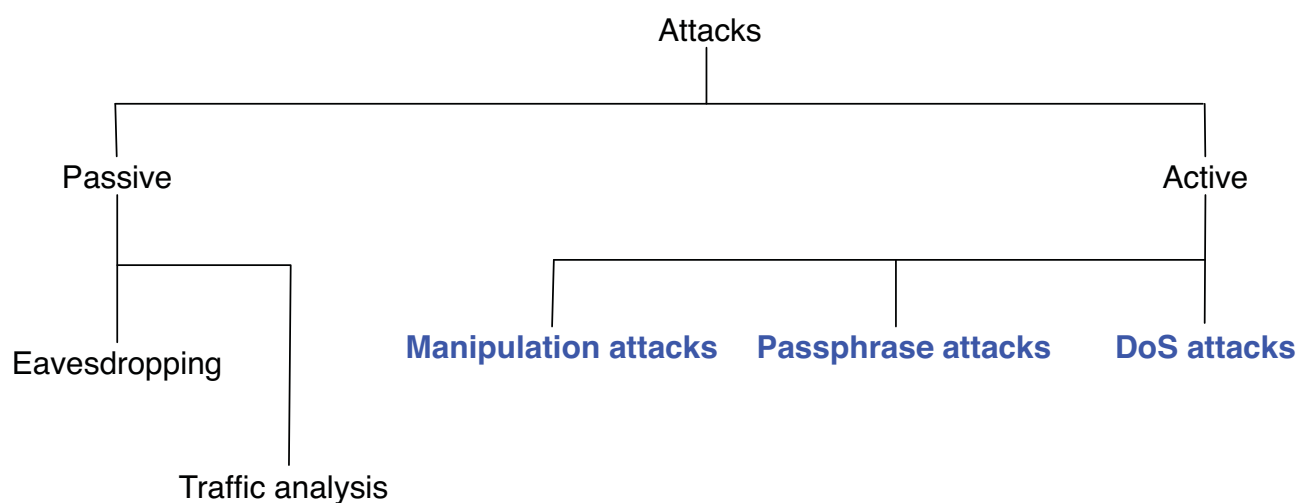 Attacks
Passive
Active
Manipulation attacks
Passphrase attacks
DoS attacks
Eavesdropping
Traffic analysis